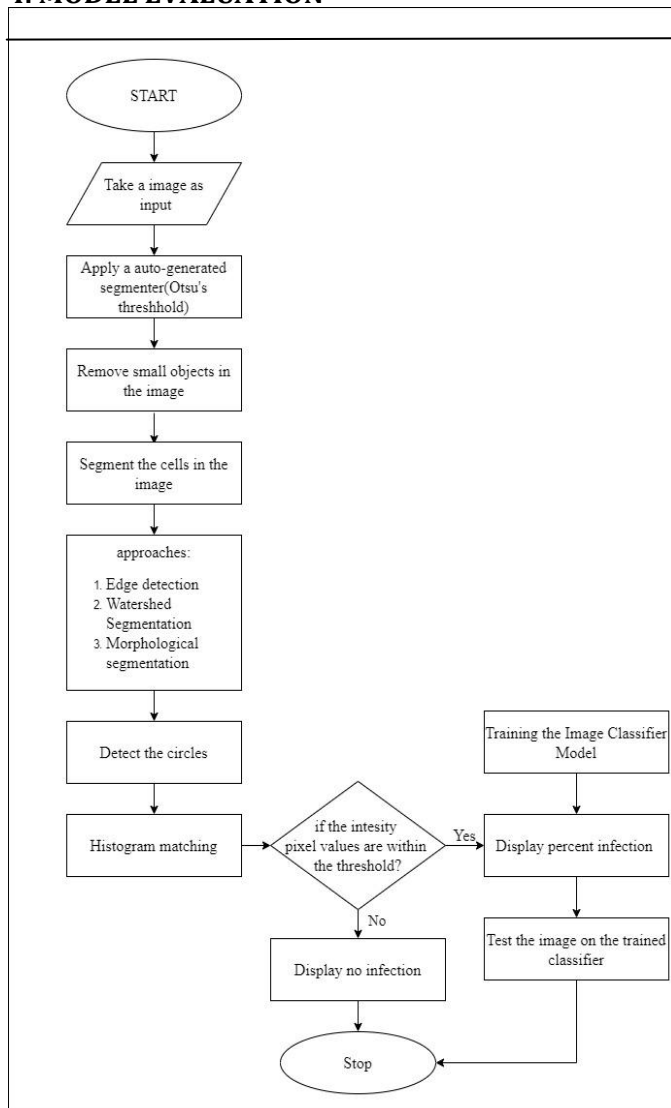 4. MODEL EVALUATION
START
Take a image as
input
Apply a auto-generated
segmenter(Otsu's
threshhold)
Remove small objects in
the image
Segment the cells in the
image
approaches:
1. Edge detection
2. Watershed
Segmentation
3. Morphological
segmentation
Detect the circles
Histogram matching
if the intesity
pixel values are within
the threshold?
Yes
No
Training the Image Classifier
Model
Display percent infection
Test the image on the trained
classifier
Display no infection
Stop